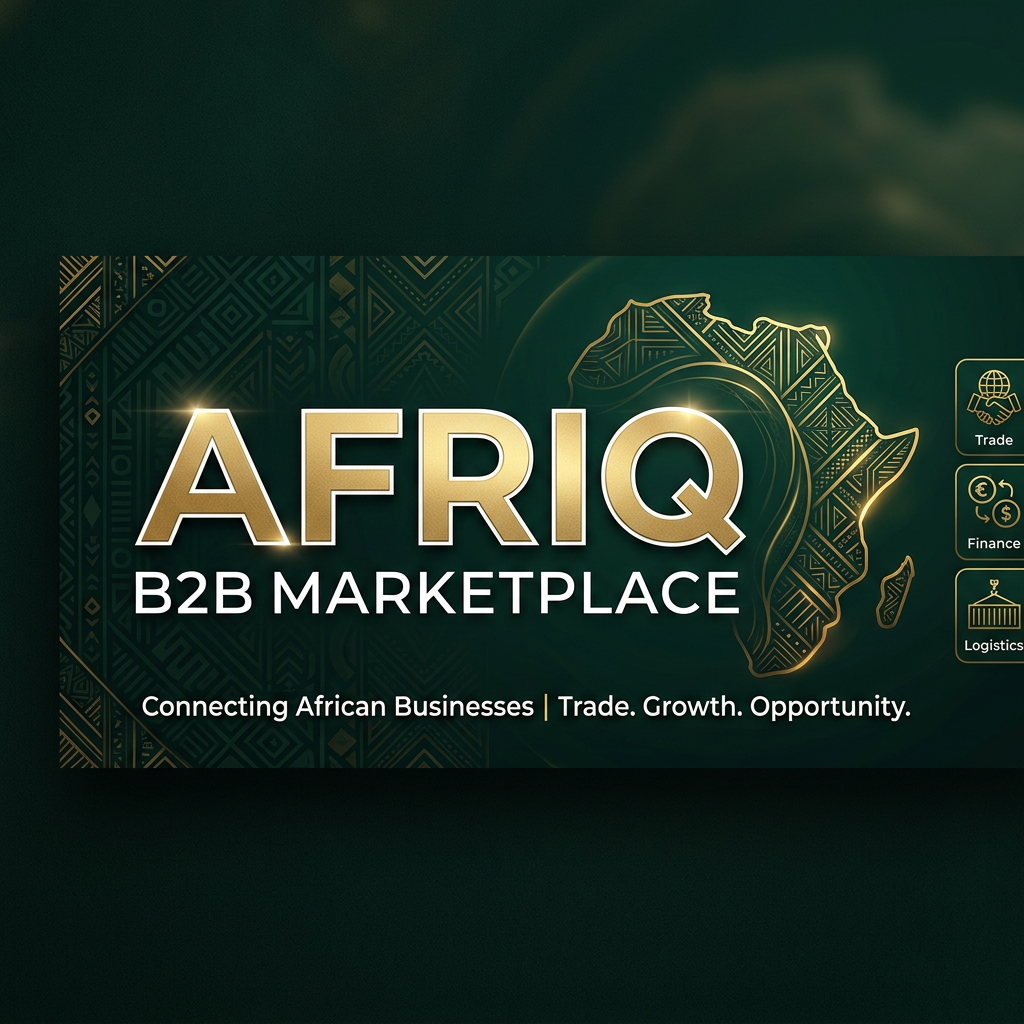 AFRIQ
B2B MARKETPLACE
Connecting African Businesses | Trade. Growth. Opportunity.
Trade
Finance
Logistics